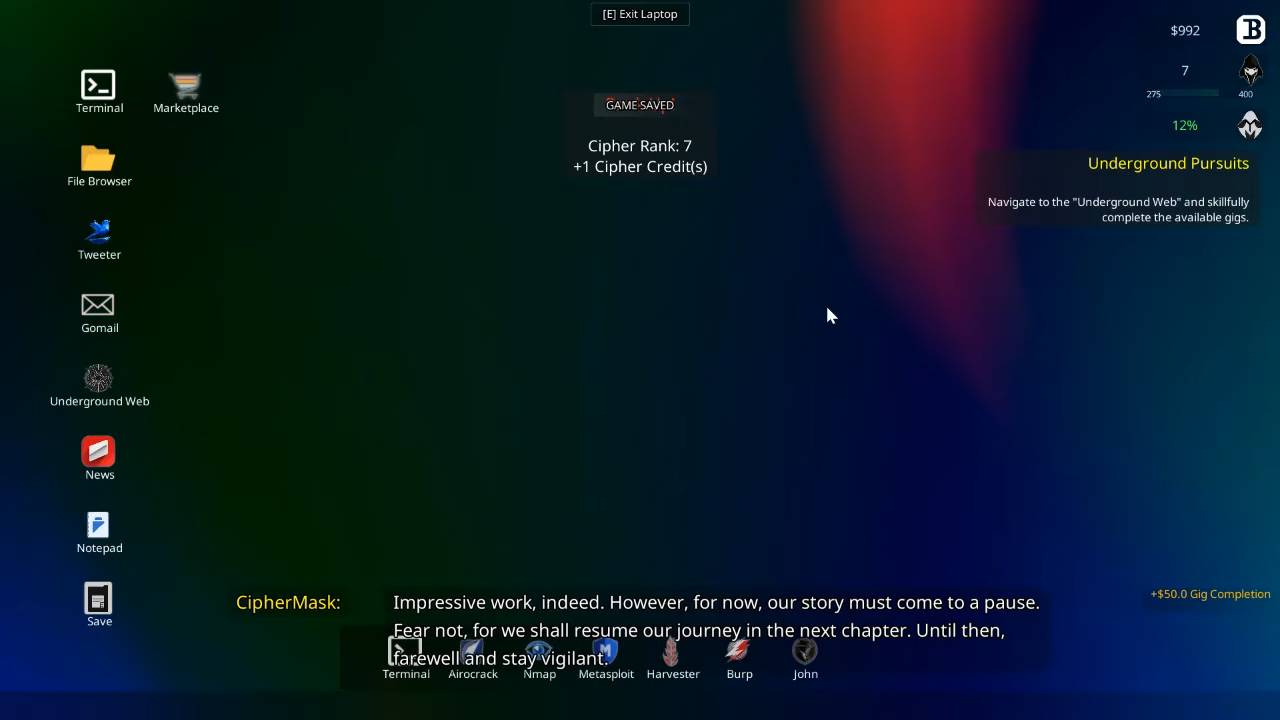 [E] Exit Laptop
$992
7
275
400
12%
Underground Pursuits
Navigate to the "Underground Web" and skillfully
complete the available gigs.
Terminal
Marketplace
File Browser
Tweeter
Gomail
Underground Web
News
Notepad
Save
GAME SAVED
Cipher Rank: 7
+1 Cipher Credit(s)
+$50.0 Gig Completion
CipherMask:
Impressive work, indeed. However, for now, our story must come to a pause.
Fear not, for we shall resume our journey in the next chapter. Until then,
farewell and stay vigilant.
Terminal
Airocrack
Nmap
Metasploit
Harvester
Burp
John